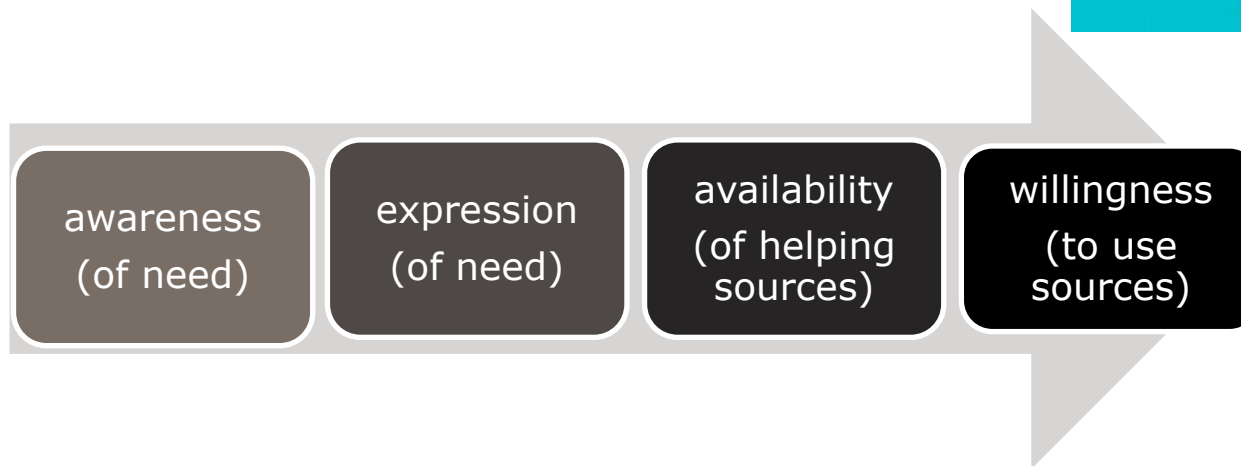 awareness
(of need)
expression
(of need)
availability
(of helping
sources)
willingness
(to use
sources)